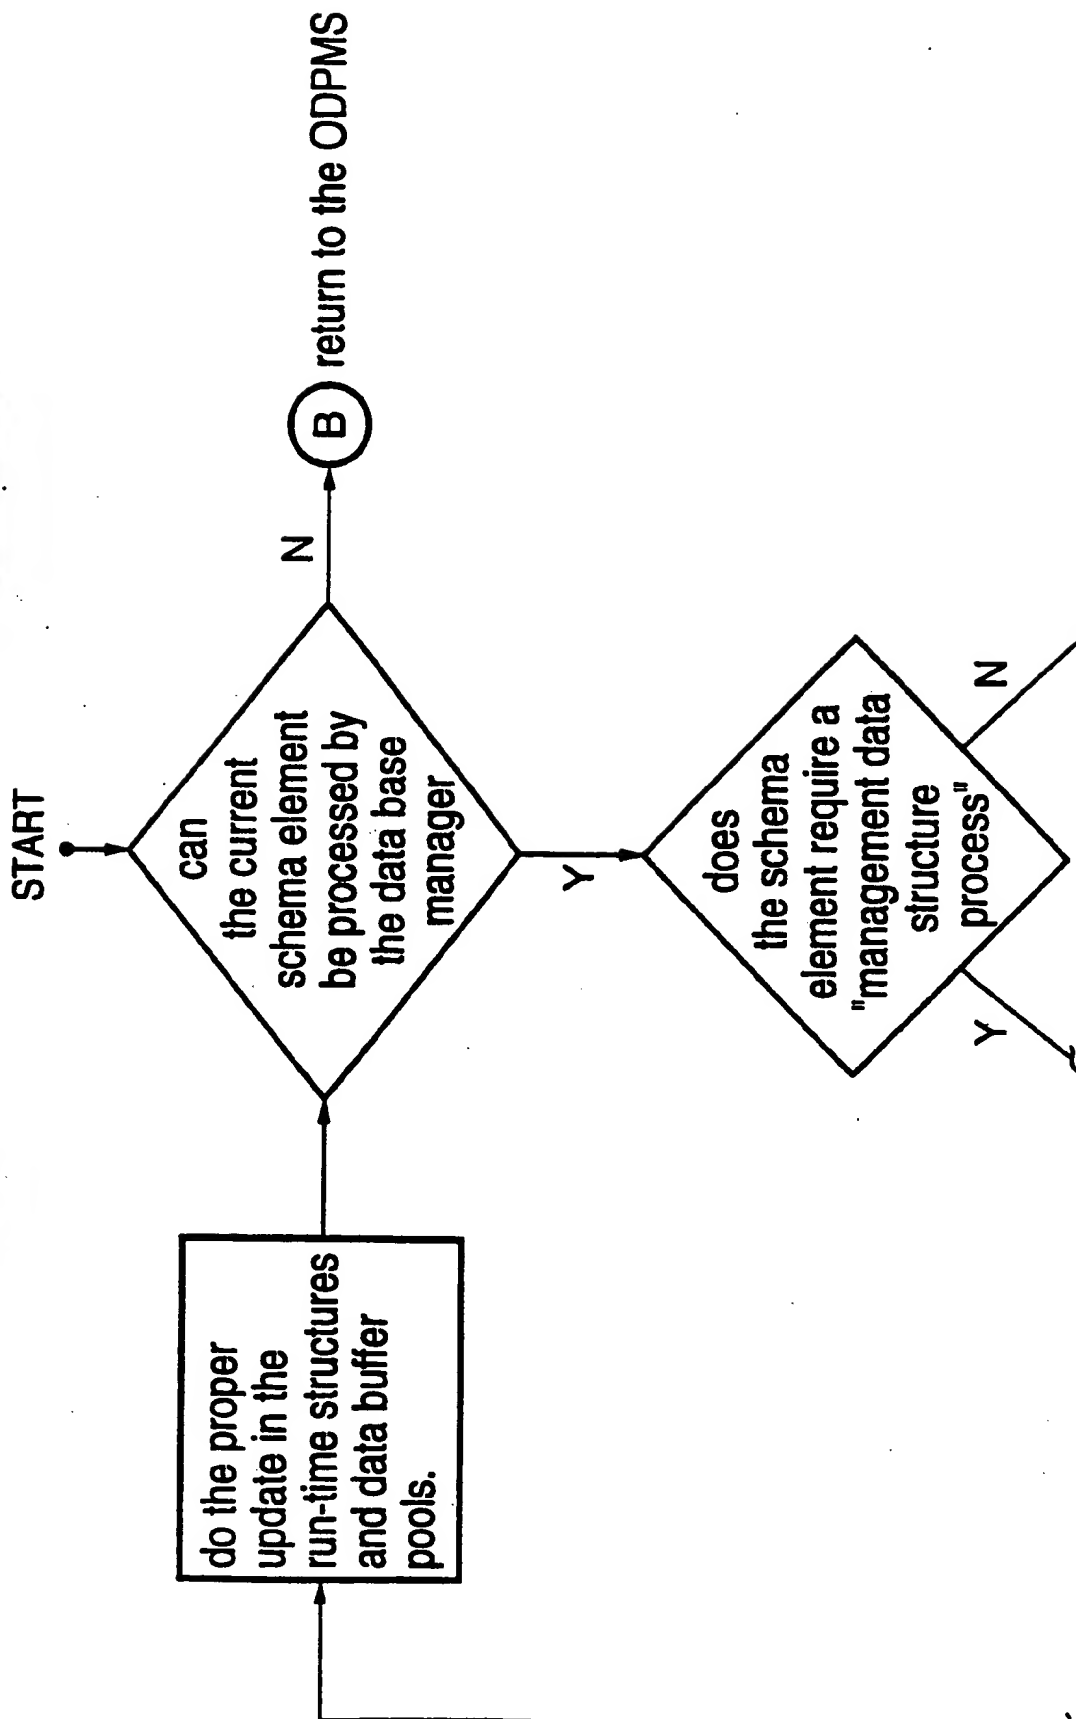 START
can
the current
schema element
be processed by
the data base
manager
N
B
return to the ODPMS
do the proper
update in the
run-time structures
and data buffer
pools.
Y
does
the schema
element require a
"management data
structure
process"
Y
N